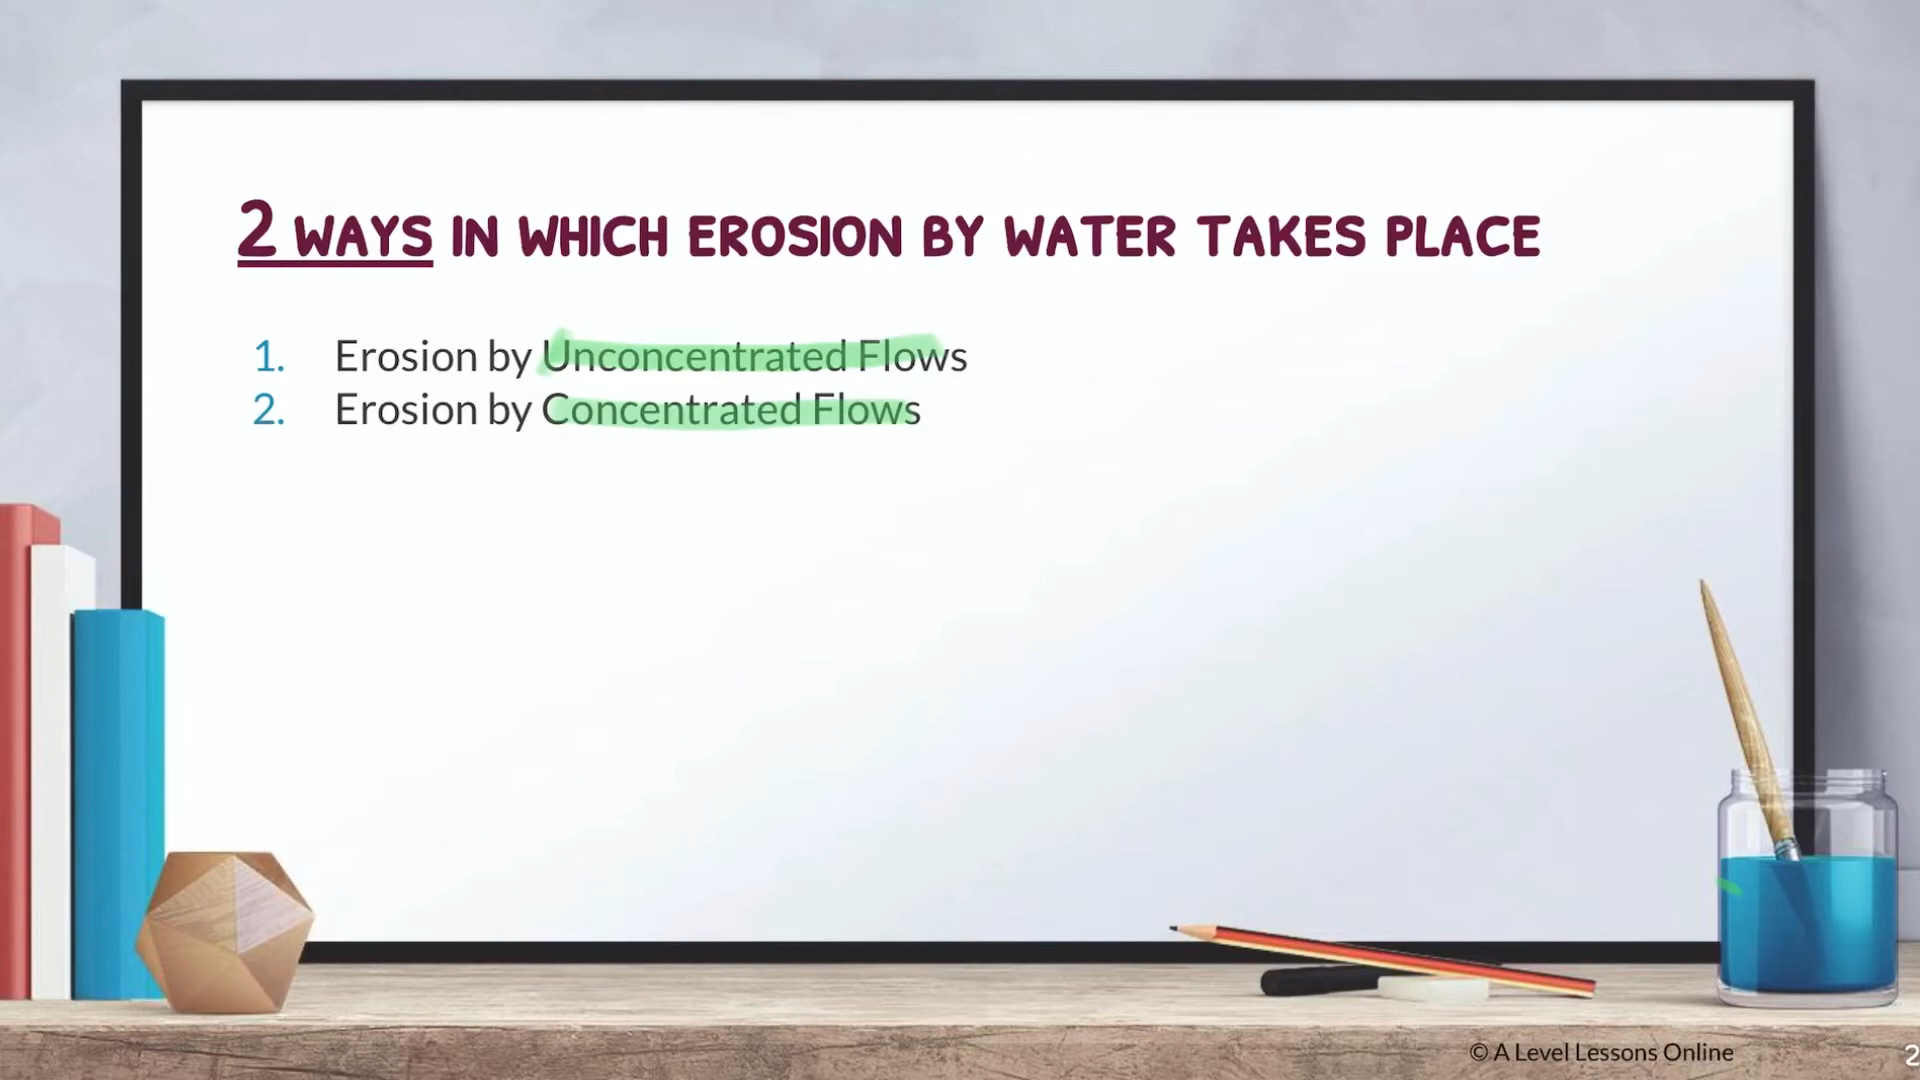 2 WAYS IN WHICH EROSION BY WATER TAKES PLACE
1. Erosion by Unconcentrated Flows
2. Erosion by Concentrated Flows
© A Level Lessons Online
2